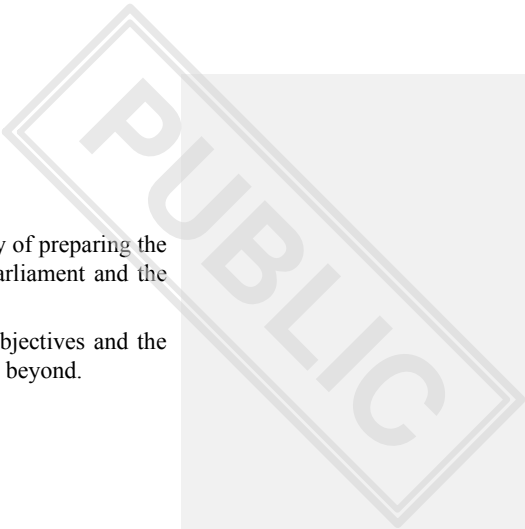 y of preparing the
arliament and the
bjectives and the
beyond.
PUBLIC